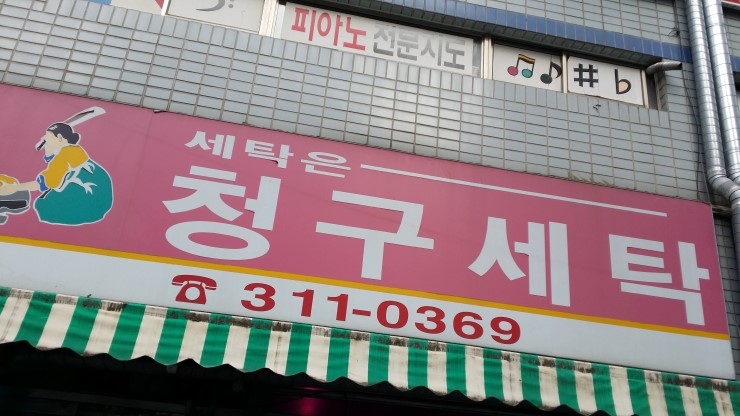 피아노 전문지도
세탁은
청구세탁
311-0369